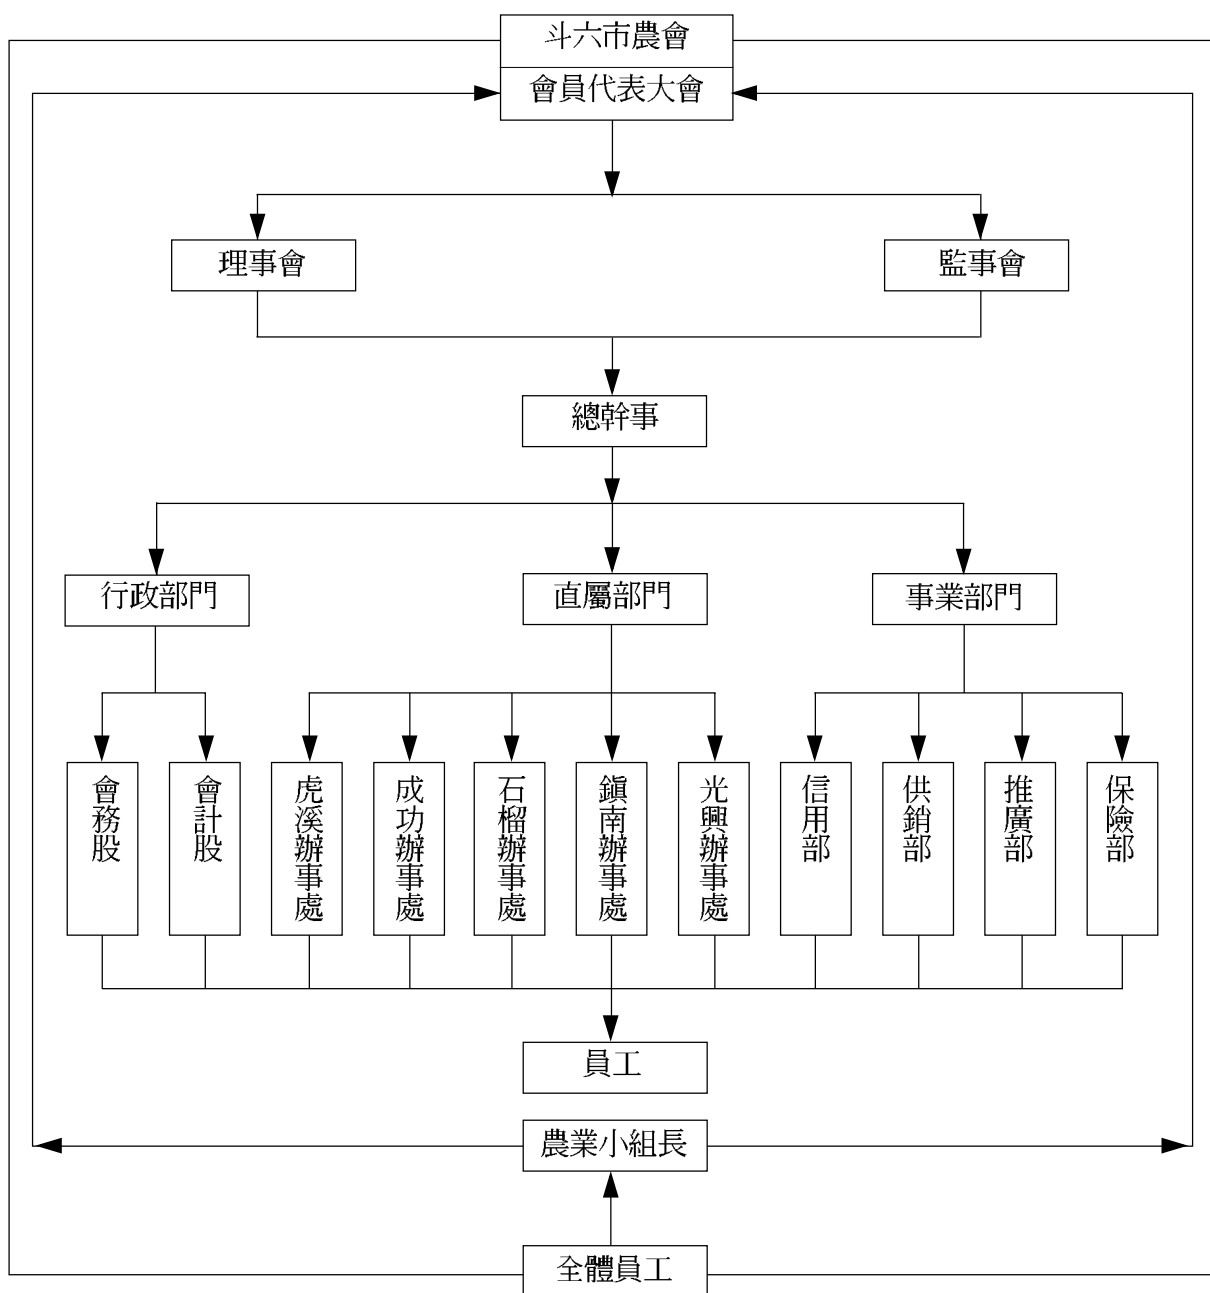 斗六市農會
會員代表大會
理事會
監事會
總幹事
行政部門
直屬部門
事業部門
會務股
會計股
虎溪辦事處
成功辦事處
石榴辦事處
鎮南辦事處
光興辦事處
信用部
供銷部
推廣部
保險部
員工
農業小組長
全體員工